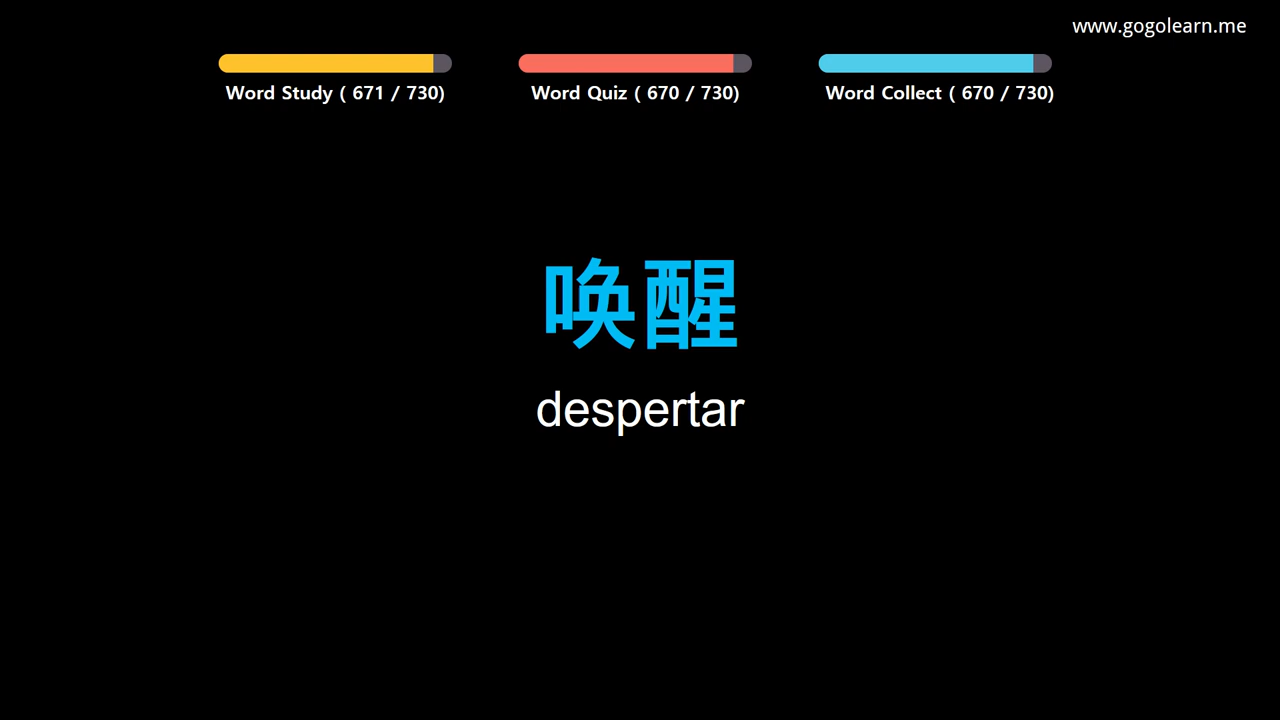 www.gogolearn.me
Word Study ( 671 / 730)
Word Quiz ( 670 / 730)
Word Collect ( 670 / 730)
唤醒
despertar